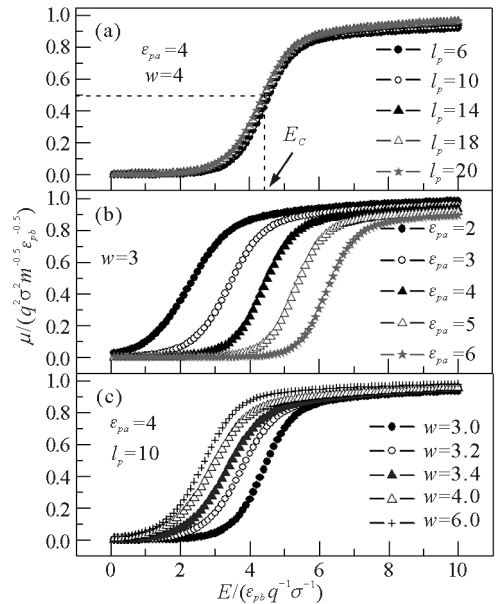 (a)
ε_pa=4
w=4
E_C
l_p=6
l_p=10
l_p=14
l_p=18
l_p=20
1.0
0.8
0.6
0.4
0.2
0.0
(b)
w=3
ε_pa=2
ε_pa=3
ε_pa=4
ε_pa=5
ε_pa=6
1.0
0.8
0.6
0.4
0.2
0.0
μ/(q²σ²m^-0.5 ε_pb^-0.5)
(c)
ε_pa=4
l_p=10
w=3.0
w=3.2
w=3.4
w=4.0
w=6.0
1.0
0.8
0.6
0.4
0.2
0.0
0 2 4 6 8 10
E/(ε_pb q⁻¹σ⁻¹)